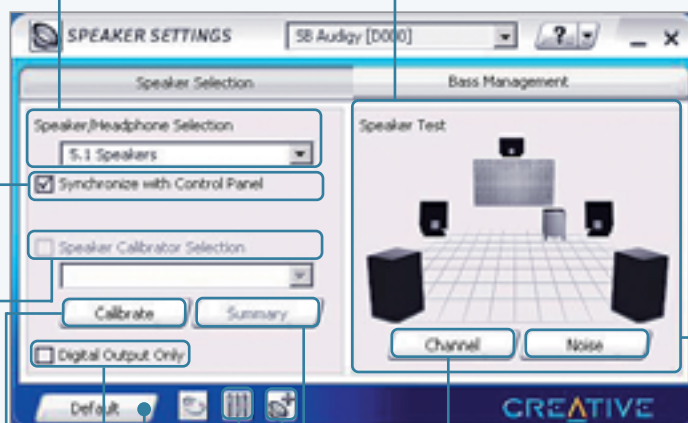 SPEAKER SETTINGS
SB Audigy [D000]
?
Speaker Selection
Bass Management
Speaker/Headphone Selection
5.1 Speakers
Synchronize with Control Panel
Speaker Calibrator Selection
Calibrate
Summary
Digital Output Only
Speaker Test
Channel
Noise
Default
CREATIVE